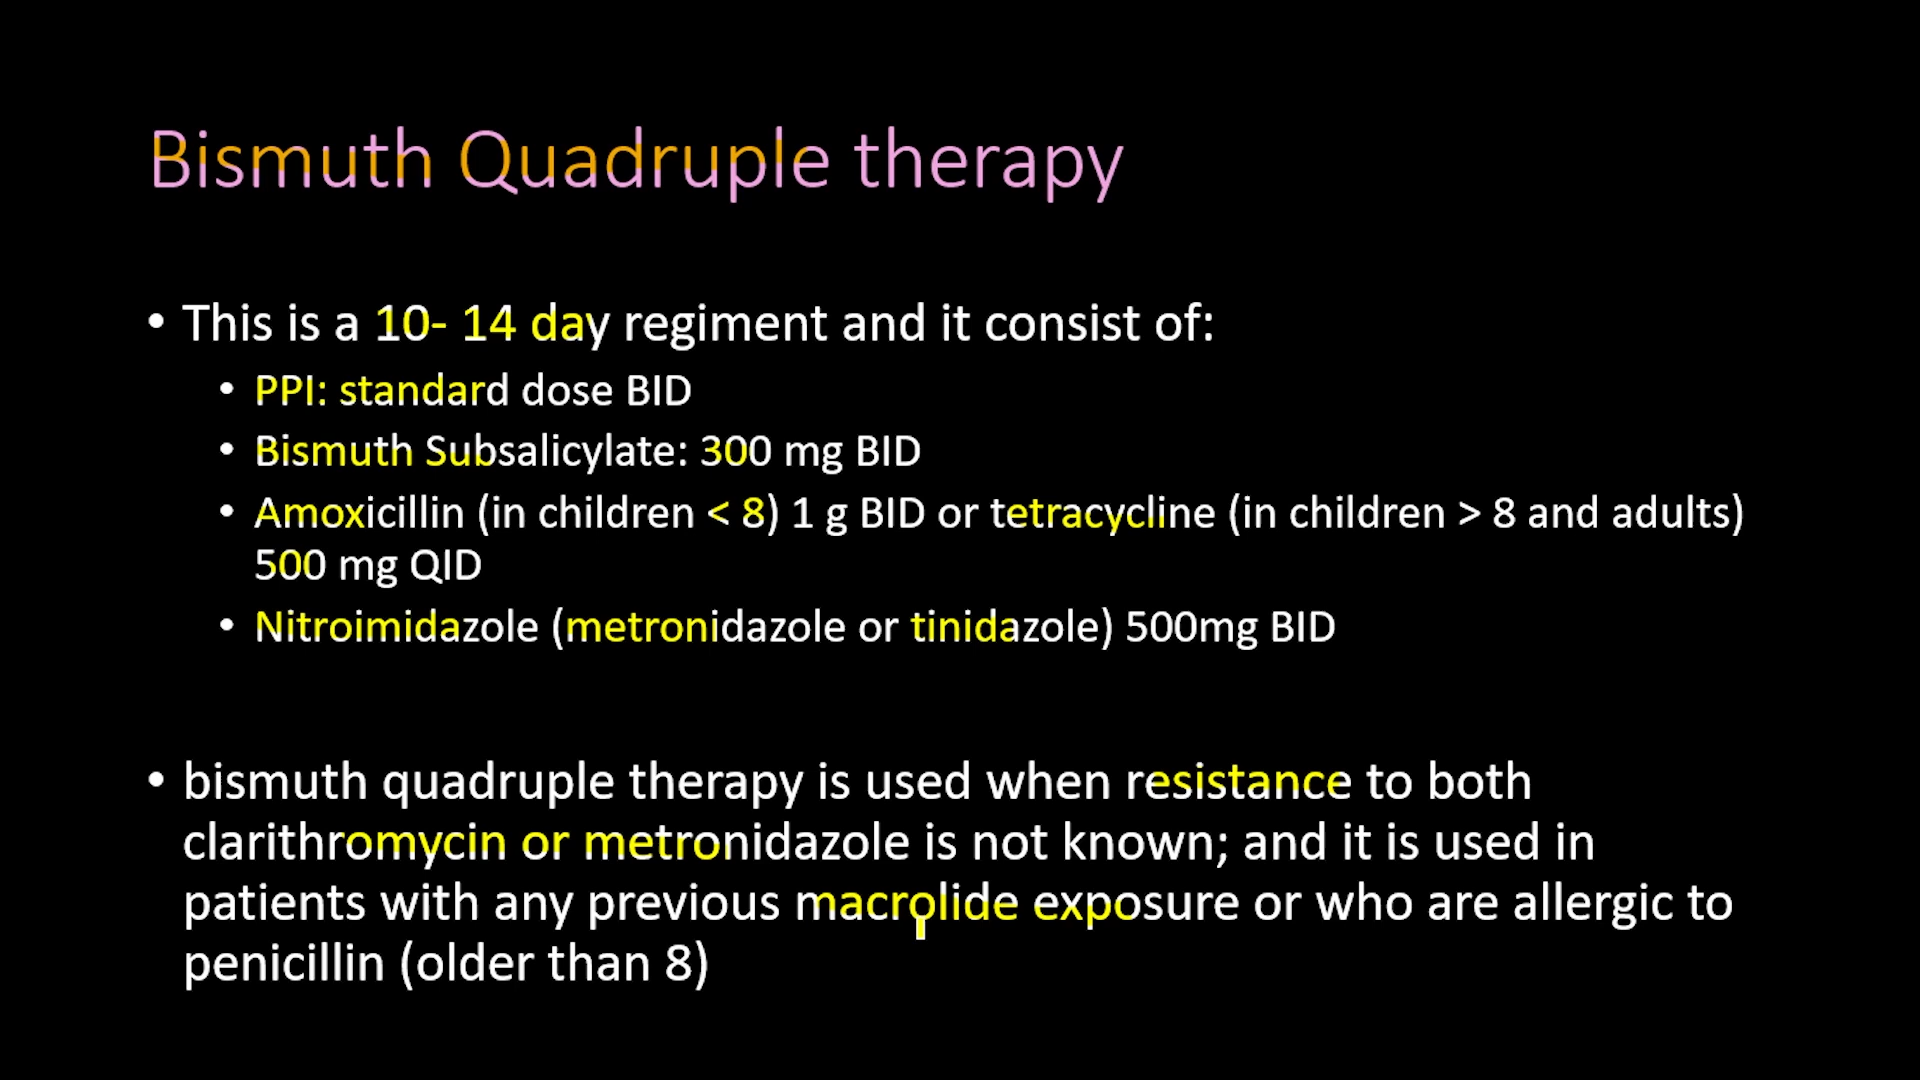 Bismuth Quadruple therapy
• This is a 10- 14 day regiment and it consist of:
• PPI: standard dose BID
• Bismuth Subsalicylate: 300 mg BID
• Amoxicillin (in children < 8) 1 g BID or tetracycline (in children > 8 and adults)
500 mg QID
• Nitroimidazole (metronidazole or tinidazole) 500mg BID
• bismuth quadruple therapy is used when resistance to both
clarithromycin or metronidazole is not known; and it is used in
patients with any previous macrolide exposure or who are allergic to
penicillin (older than 8)